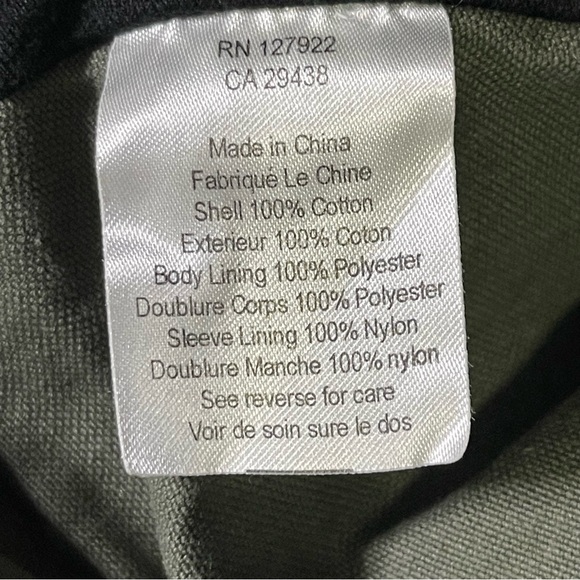 RN 127922
CA 29438
Made in China
Fabriqué Le Chine
Shell 100% Cotton
Exterieur 100% Coton
Body Lining 100% Polyester
Doublure Corps 100% Polyester
Sleeve Lining 100% Nylon
Doublure Manche 100% nylon
See reverse for care
Voir de soin sure le dos